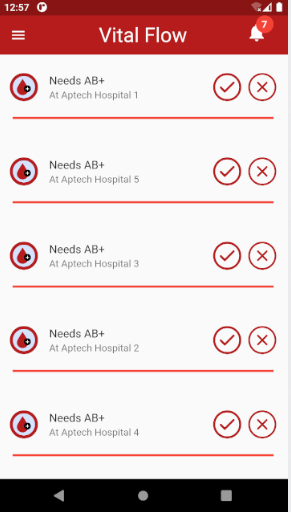 12:57
Vital Flow
7
Needs AB+
At Aptech Hospital 1
Needs AB+
At Aptech Hospital 5
Needs AB+
At Aptech Hospital 3
Needs AB+
At Aptech Hospital 2
Needs AB+
At Aptech Hospital 4